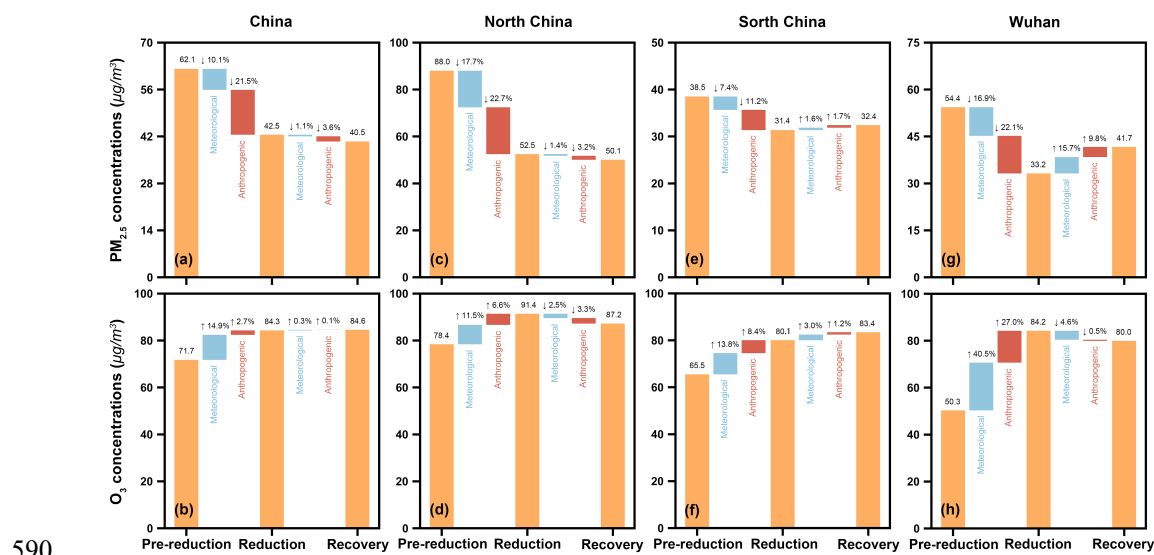 China
North China
Sorth China
Wuhan
PM2.5 concentrations (μg/m³)
70
56
42
28
14
0
62.1
↓ 10.1%
↓ 21.5%
42.5
↓ 1.1%
↓ 3.6%
40.5
Meteorological
Anthropogenic
Meteorological
Anthropogenic
(a)
100
80
60
40
20
0
88.0
↓ 17.7%
↓ 22.7%
52.5
↓ 1.4%
↓ 3.2%
50.1
Meteorological
Anthropogenic
Meteorological
Anthropogenic
(c)
50
40
30
20
10
0
38.5
↓ 7.4%
↓ 11.2%
31.4
↑ 1.6%
↑ 1.7%
32.4
Meteorological
Anthropogenic
Meteorological
Anthropogenic
(e)
75
60
45
30
15
0
54.4
↓ 16.9%
↓ 22.1%
33.2
↑ 15.7%
↑ 9.8%
41.7
Meteorological
Anthropogenic
Meteorological
Anthropogenic
(g)
O3 concentrations (μg/m³)
100
80
60
40
20
0
71.7
↑ 14.9%
↑ 2.7%
84.3
↑ 0.3%
↑ 0.1%
84.6
Meteorological
Anthropogenic
Meteorological
Anthropogenic
(b)
Pre-reduction
Reduction
Recovery
100
80
60
40
20
0
78.4
↑ 11.5%
↑ 6.6%
91.4
↓ 2.5%
↓ 3.3%
87.2
Meteorological
Anthropogenic
Meteorological
Anthropogenic
(d)
Pre-reduction
Reduction
Recovery
100
80
60
40
20
0
65.5
↑ 13.8%
↑ 8.4%
80.1
↑ 3.0%
↑ 1.2%
83.4
Meteorological
Anthropogenic
Meteorological
Anthropogenic
(f)
Pre-reduction
Reduction
Recovery
100
80
60
40
20
0
50.3
↑ 40.5%
↑ 27.0%
84.2
↓ 4.6%
↓ 0.5%
80.0
Meteorological
Anthropogenic
Meteorological
Anthropogenic
(h)
Pre-reduction
Reduction
Recovery
590